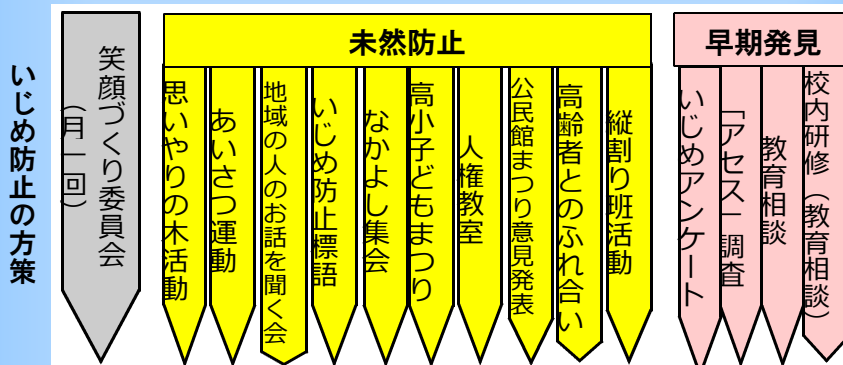 いじめ防止の方策
笑顔づくり委員会
（月一回）
未然防止
思いやりの木活動
あいさつ運動
地域の人のお話を聞く会
いじめ防止標語
なかよし集会
高小子どもまつり
人権教室
公民館まつり意見発表
高齢者とのふれ合い
縦割り班活動
早期発見
いじめアンケート
「アセス」調査
教育相談
校内研修（教育相談）